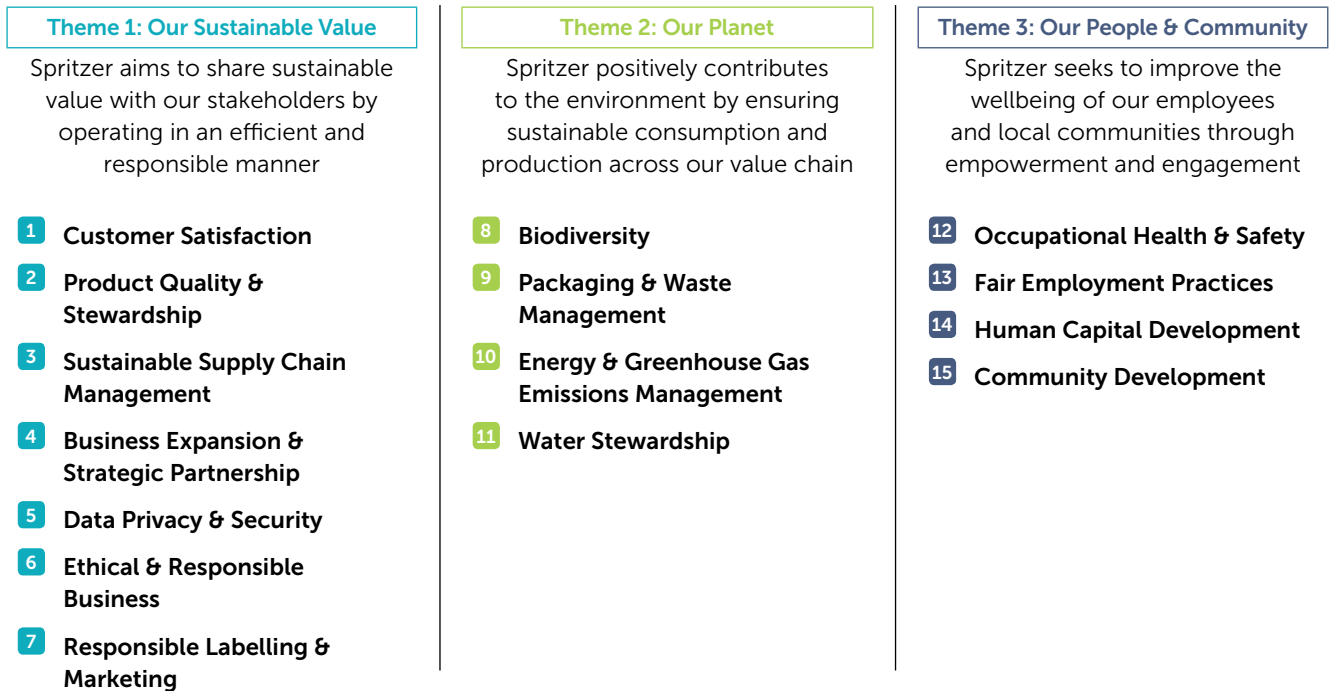 Theme 1: Our Sustainable Value
Spritzer aims to share sustainable
value with our stakeholders by
operating in an efficient and
responsible manner
1 Customer Satisfaction
2 Product Quality &
Stewardship
3 Sustainable Supply Chain
Management
4 Business Expansion &
Strategic Partnership
5 Data Privacy & Security
6 Ethical & Responsible
Business
7 Responsible Labelling &
Marketing
Theme 2: Our Planet
Spritzer positively contributes
to the environment by ensuring
sustainable consumption and
production across our value chain
8 Biodiversity
9 Packaging & Waste
Management
10 Energy & Greenhouse Gas
Emissions Management
11 Water Stewardship
Theme 3: Our People & Community
Spritzer seeks to improve the
wellbeing of our employees
and local communities through
empowerment and engagement
12 Occupational Health & Safety
13 Fair Employment Practices
14 Human Capital Development
15 Community Development